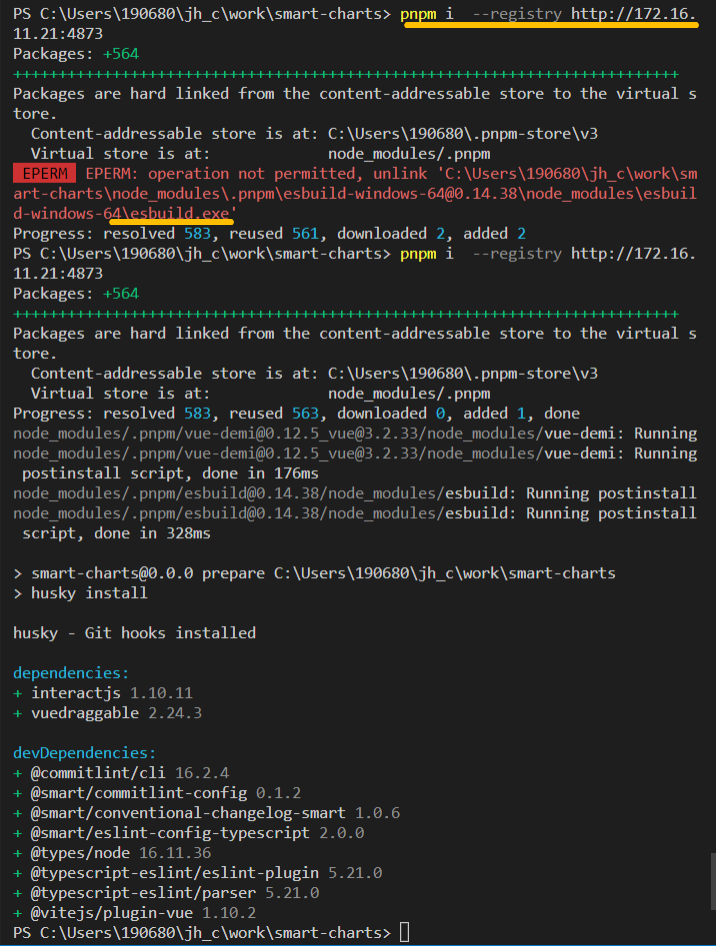 PS C:\Users\190680\jh_c\work\smart-charts> pnpm i  --registry http://172.16.
11.21:4873
Packages: +564
++++++++++++++++++++++++++++++++++++++++++++++++++++++++++++++++++++++++++
Packages are hard linked from the content-addressable store to the virtual s
tore.
  Content-addressable store is at: C:\Users\190680\.pnpm-store\v3
  Virtual store is at:             node_modules/.pnpm
 EPERM  EPERM: operation not permitted, unlink 'C:\Users\190680\jh_c\work\sm
art-charts\node_modules\.pnpm\esbuild-windows-64@0.14.38\node_modules\esbuil
d-windows-64\esbuild.exe'
Progress: resolved 583, reused 561, downloaded 2, added 2
PS C:\Users\190680\jh_c\work\smart-charts> pnpm i  --registry http://172.16.
11.21:4873
Packages: +564
++++++++++++++++++++++++++++++++++++++++++++++++++++++++++++++++++++++++++
Packages are hard linked from the content-addressable store to the virtual s
tore.
  Content-addressable store is at: C:\Users\190680\.pnpm-store\v3
  Virtual store is at:             node_modules/.pnpm
Progress: resolved 583, reused 563, downloaded 0, added 1, done
node_modules/.pnpm/vue-demi@0.12.5_vue@3.2.33/node_modules/vue-demi: Running
node_modules/.pnpm/vue-demi@0.12.5_vue@3.2.33/node_modules/vue-demi: Running
 postinstall script, done in 176ms
node_modules/.pnpm/esbuild@0.14.38/node_modules/esbuild: Running postinstall
node_modules/.pnpm/esbuild@0.14.38/node_modules/esbuild: Running postinstall
 script, done in 328ms
> smart-charts@0.0.0 prepare C:\Users\190680\jh_c\work\smart-charts
> husky install
husky - Git hooks installed
dependencies:
+ interactjs 1.10.11
+ vuedraggable 2.24.3
devDependencies:
+ @commitlint/cli 16.2.4
+ @smart/commitlint-config 0.1.2
+ @smart/conventional-changelog-smart 1.0.6
+ @smart/eslint-config-typescript 2.0.0
+ @types/node 16.11.36
+ @typescript-eslint/eslint-plugin 5.21.0
+ @typescript-eslint/parser 5.21.0
+ @vitejs/plugin-vue 1.10.2
PS C:\Users\190680\jh_c\work\smart-charts>